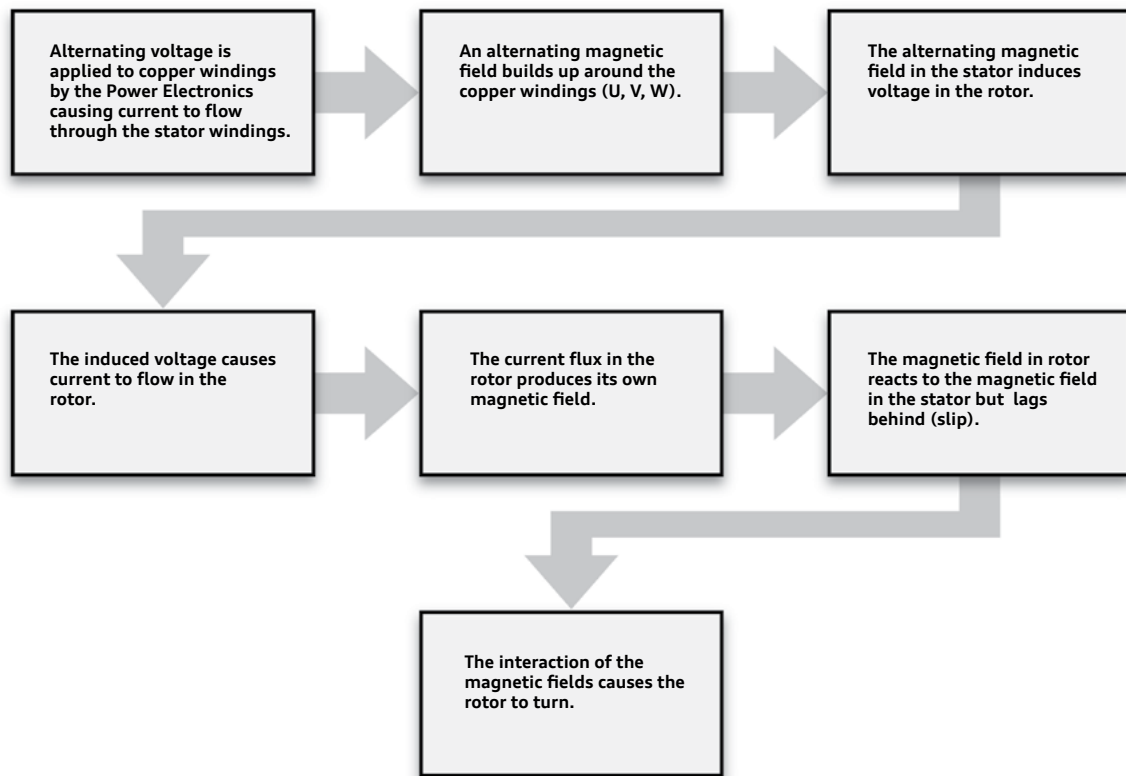 Alternating voltage is
applied to copper windings
by the Power Electronics
causing current to flow
through the stator windings.
An alternating magnetic
field builds up around the
copper windings (U, V, W).
The alternating magnetic
field in the stator induces
voltage in the rotor.
The induced voltage causes
current to flow in the
rotor.
The current flux in the
rotor produces its own
magnetic field.
The magnetic field in rotor
reacts to the magnetic field
in the stator but lags
behind (slip).
The interaction of the
magnetic fields causes the
rotor to turn.